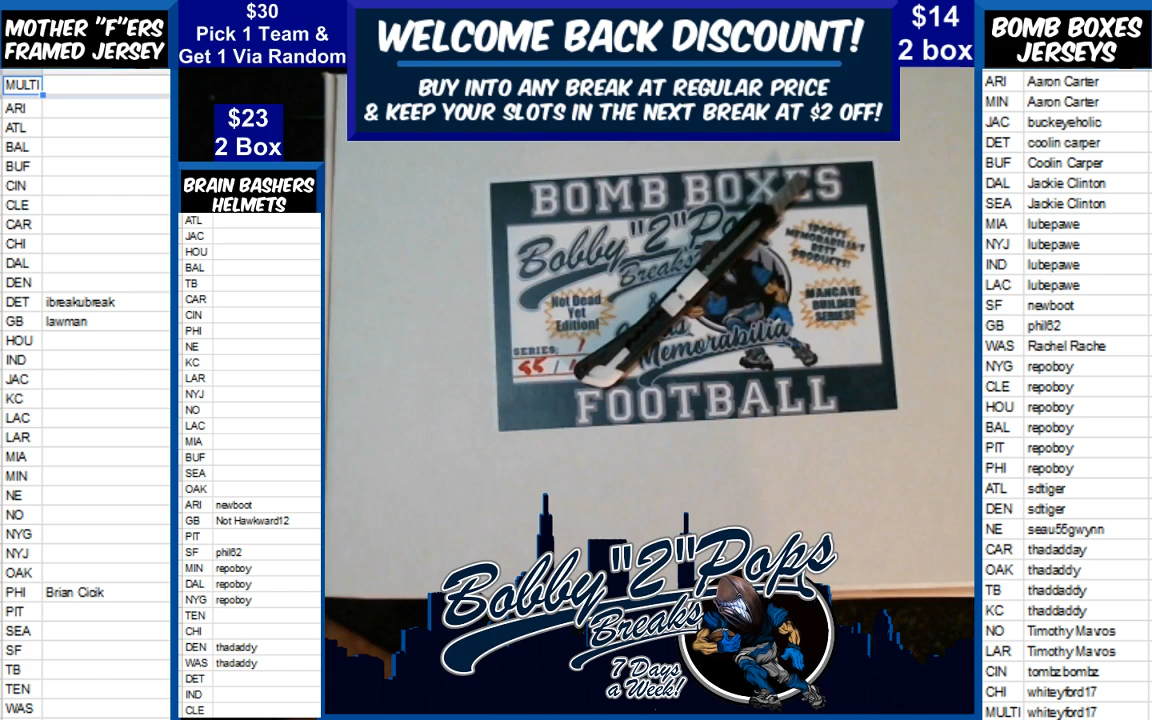 MOTHER "F"ERS
FRAMED JERSEY
MULTI
ARI
ATL
BAL
BUF
CIN
CLE
CAR
CHI
DAL
DEN
DET ibreakubreak
GB lawman
HOU
IND
JAC
KC
LAC
LAR
MIA
MIN
NE
NO
NYG
NYJ
OAK
PHI Brian Cicik
PIT
SEA
SF
TB
TEN
WAS
$30
Pick 1 Team &
Get 1 Via Random
$23
2 Box
BRAIN BASHERS
HELMETS
ATL
JAC
HOU
BAL
TB
CAR
CIN
PHI
NE
KC
LAR
NYJ
NO
LAC
MIA
BUF
SEA
OAK
ARI newboot
GB Not Hawkward12
PIT
SF phil62
MIN repoboy
DAL repoboy
NYG repoboy
TEN
CHI
DEN thadaddy
WAS thadaddy
DET
IND
CLE
WELCOME BACK DISCOUNT!
BUY INTO ANY BREAK AT REGULAR PRICE
& KEEP YOUR SLOTS IN THE NEXT BREAK AT $2 OFF!
BOMB BOXES
Bobby "2" Pops
Breaks
&
Memorabilia
SPORTS
MEMORABILIA'S
BEST
PRODUCTS!
Not Dead
Yet
Edition!
MANCAVE
BUILDER
SERIES!
SERIES:
FOOTBALL
Bobby "2" Pops
Breaks
7 Days
a Week!
$14
2 box
BOMB BOXES
JERSEYS
ARI Aaron Carter
MIN Aaron Carter
JAC buckeyeholic
DET coolin carper
BUF Coolin Carper
DAL Jackie Clinton
SEA Jackie Clinton
MIA lubepawe
NYJ lubepawe
IND lubepawe
LAC lubepawe
SF newboot
GB phil62
WAS Rachel Rache
NYG repoboy
CLE repoboy
HOU repoboy
BAL repoboy
PIT repoboy
PHI repoboy
ATL sdtiger
DEN sdtiger
NE seau55gwynn
CAR thadadday
OAK thadaddy
TB thaddaddy
KC thaddaddy
NO Timothy Mavros
LAR Timothy Mavros
CIN tombzbombz
CHI whiteyford17
MULTI whiteyford17